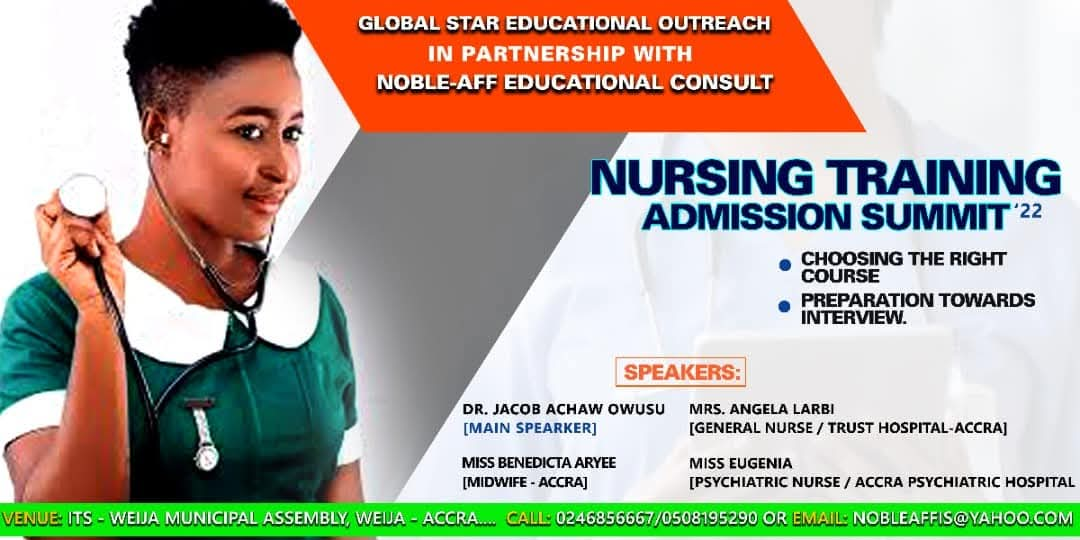 GLOBAL STAR EDUCATIONAL OUTREACH
IN PARTNERSHIP WITH
NOBLE-AFF EDUCATIONAL CONSULT
NURSING TRAINING
ADMISSION SUMMIT '22
• CHOOSING THE RIGHT
COURSE
• PREPARATION TOWARDS
INTERVIEW.
SPEAKERS:
DR. JACOB ACHAW OWUSU
[MAIN SPEARKER]
MRS. ANGELA LARBI
[GENERAL NURSE / TRUST HOSPITAL-ACCRA]
MISS BENEDICTA ARYEE
[MIDWIFE - ACCRA]
MISS EUGENIA
[PSYCHIATRIC NURSE / ACCRA PSYCHIATRIC HOSPITAL
VENUE: ITS - WEIJA MUNICIPAL ASSEMBLY, WEIJA - ACCRA.... CALL: 0246856667/0508195290 OR EMAIL: NOBLEAFFIS@YAHOO.COM